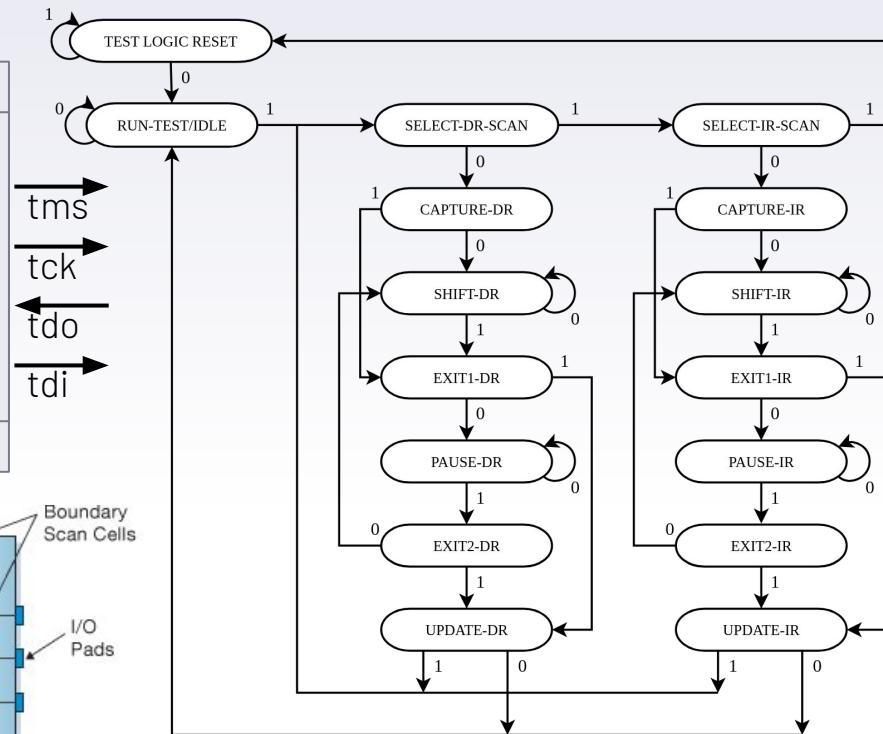 1
TEST LOGIC RESET
0
0
RUN-TEST/IDLE
1
SELECT-DR-SCAN
1
SELECT-IR-SCAN
1
0
0
tms
tck
tdo
tdi
1
CAPTURE-DR
0
1
CAPTURE-IR
0
SHIFT-DR
0
1
SHIFT-IR
0
1
EXIT1-DR
1
0
EXIT1-IR
1
0
PAUSE-DR
0
1
PAUSE-IR
0
1
0
EXIT2-DR
1
0
EXIT2-IR
1
UPDATE-DR
1
0
UPDATE-IR
1
0
Boundary
Scan Cells
I/O
Pads